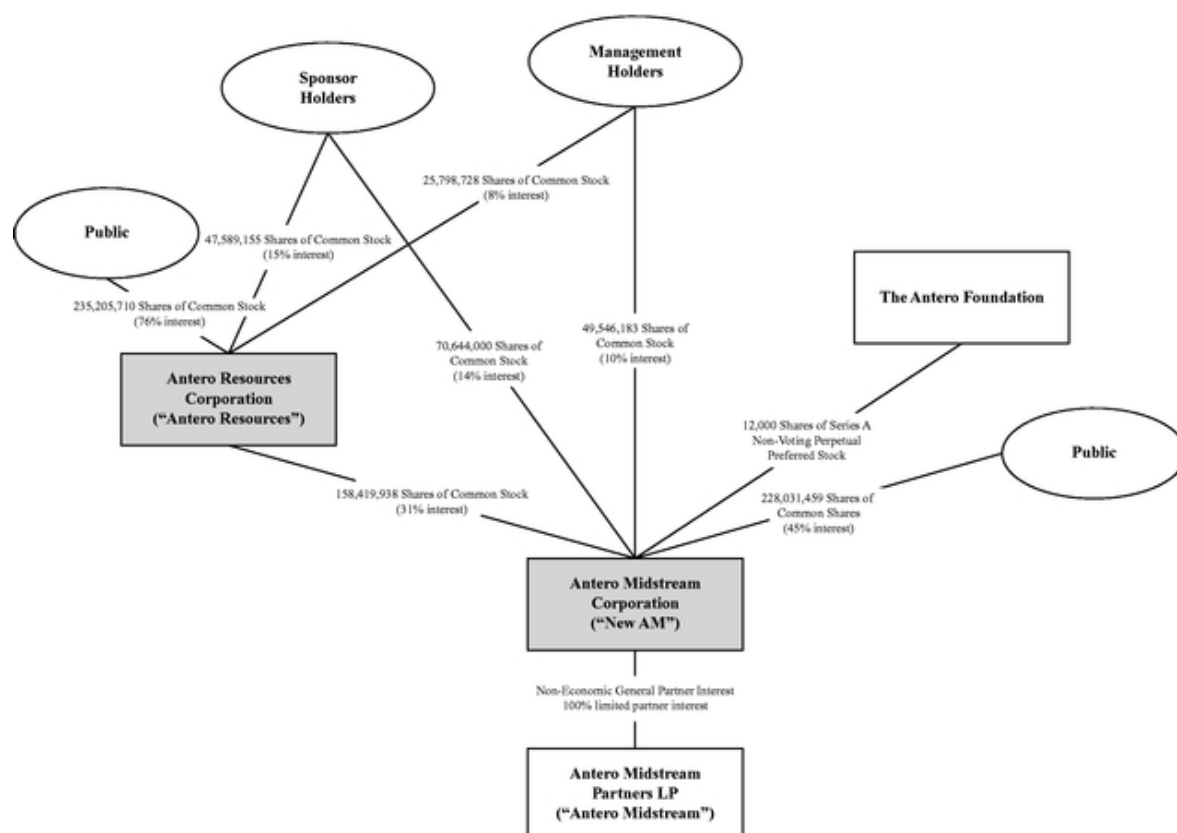 Management
Holders
Sponsor
Holders
25,798,728 Shares of Common Stock
(8% interest)
Public
47,589,155 Shares of Common Stock
(15% interest)
The Antero Foundation
235,205,710 Shares of Common Stock
(76% interest)
49,546,183 Shares of
Common Stock
(10% interest)
70,644,000 Shares of
Common Stock
(14% interest)
Antero Resources
Corporation
(“Antero Resources”)
12,000 Shares of Series A
Non-Voting Perpetual
Preferred Stock
Public
158,419,938 Shares of Common Stock
(31% interest)
228,031,459 Shares of
Common Shares
(45% interest)
Antero Midstream
Corporation
(“New AM”)
Non-Economic General Partner Interest
100% limited partner interest
Antero Midstream
Partners LP
(“Antero Midstream”)